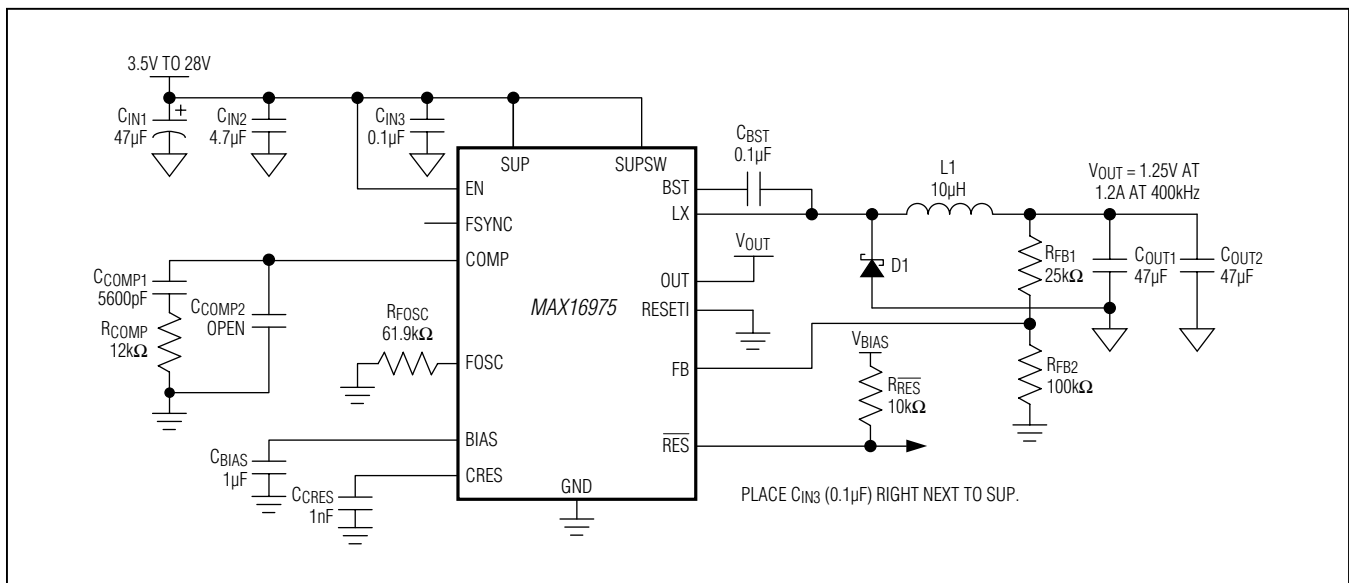 3.5V TO 28V
CIN1
47µF
+
CIN2
4.7µF
CIN3
0.1µF
SUP
SUPSW
CBST
0.1µF
L1
10µH
VOUT = 1.25V AT
1.2A AT 400kHz
EN
BST
FSYNC
LX
COMP
VOUT
OUT
D1
RFB1
25kΩ
COUT1
47µF
COUT2
47µF
CCOMP1
5600pF
CCOMP2
OPEN
RCOMP
12kΩ
MAX16975
RESETI
RFOSC
61.9kΩ
FOSC
FB
VBIAS
RFB2
100kΩ
R\overline{RES}
10kΩ
BIAS
\overline{RES}
CBIAS
1µF
CRES
CCRES
1nF
GND
PLACE CIN3 (0.1µF) RIGHT NEXT TO SUP.